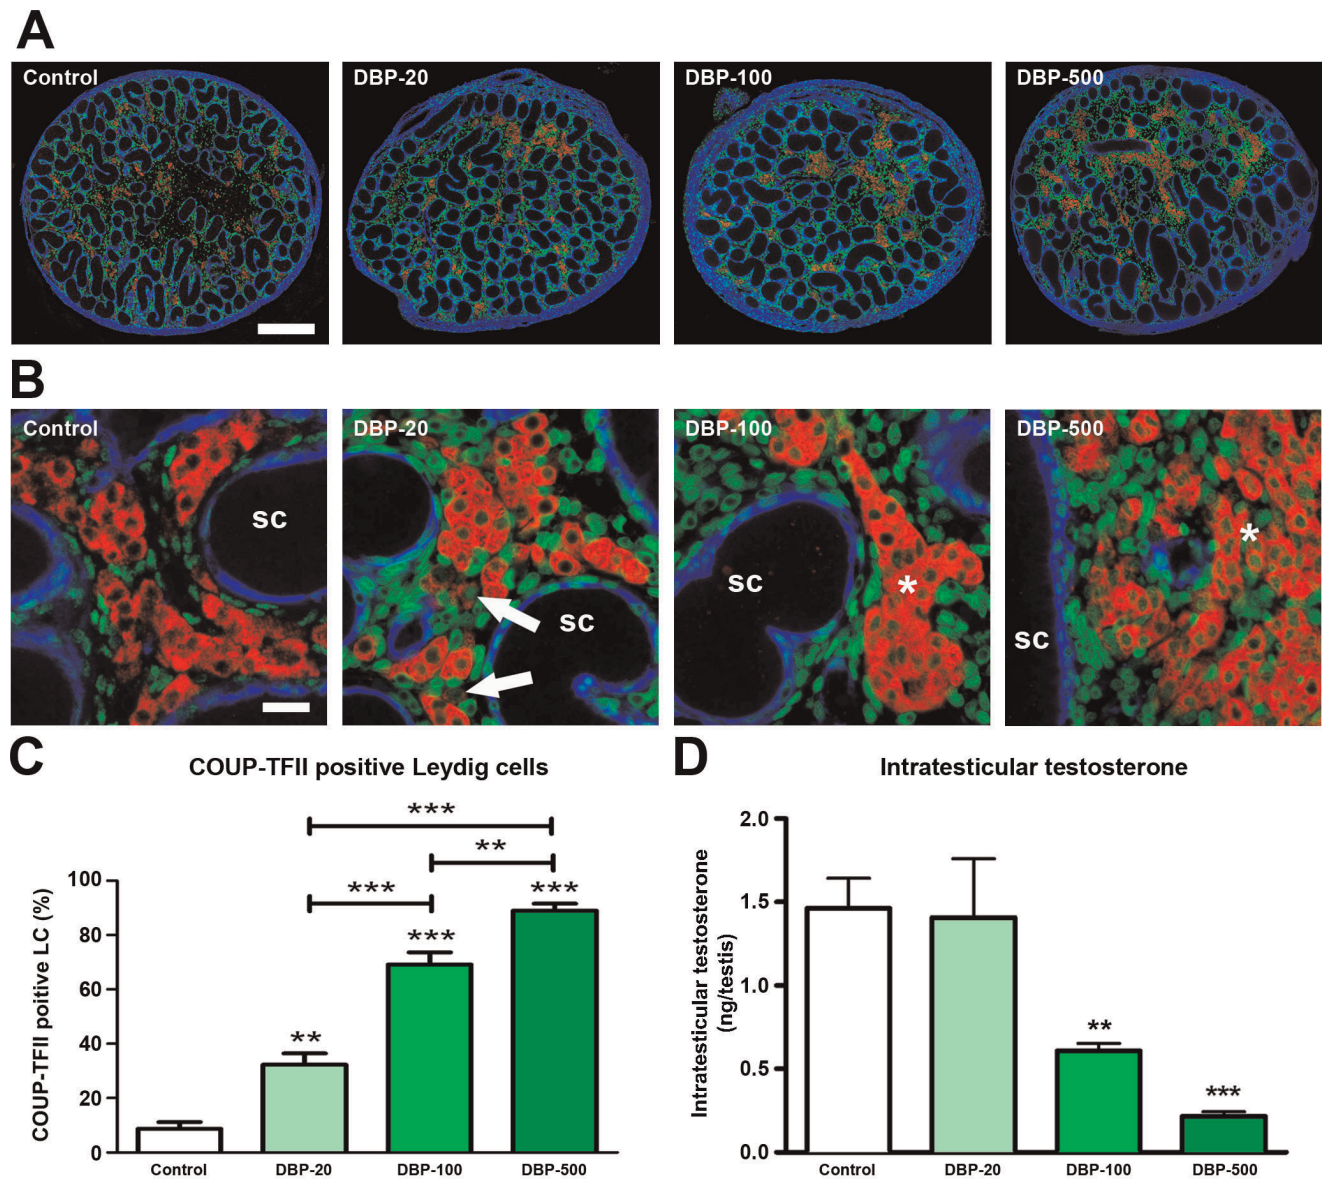 A
Control
DBP-20
DBP-100
DBP-500
B
Control
DBP-20
DBP-100
DBP-500
sc
sc
sc
*
sc
*
C
COUP-TFII positive Leydig cells
COUP-TFII poitive LC (%)
100
80
60
40
20
0
***
**
***
**
***
***
Control
DBP-20
DBP-100
DBP-500
D
Intratesticular testosterone
Intratesticular testosterone
(ng/testis)
2.0
1.5
1.0
0.5
0.0
**
***
Control
DBP-20
DBP-100
DBP-500